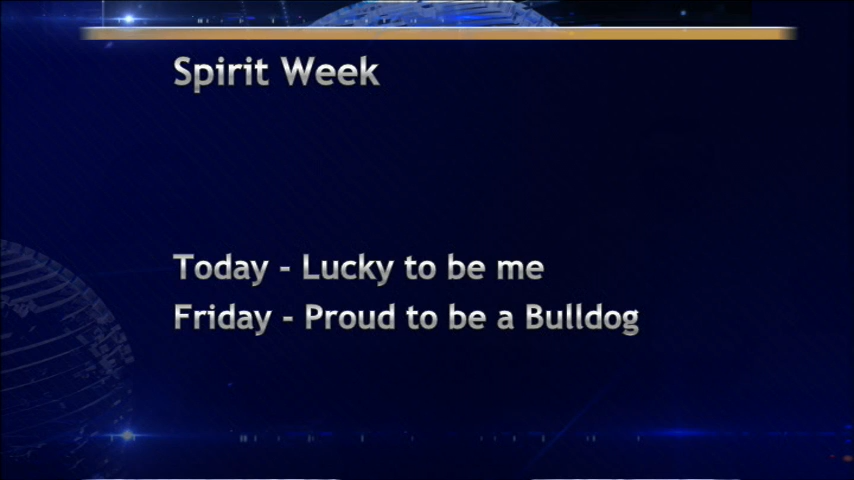 Spirit Week
Today - Lucky to be me
Friday - Proud to be a Bulldog